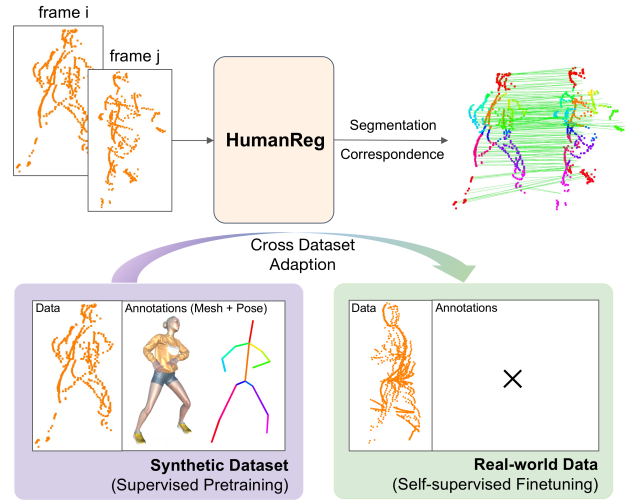 frame i
frame j
HumanReg
Segmentation
Correspondence
Cross Dataset
Adaption
Data
Annotations (Mesh + Pose)
Synthetic Dataset
(Supervised Pretraining)
Data
Annotations
Real-world Data
(Self-supervised Finetuning)